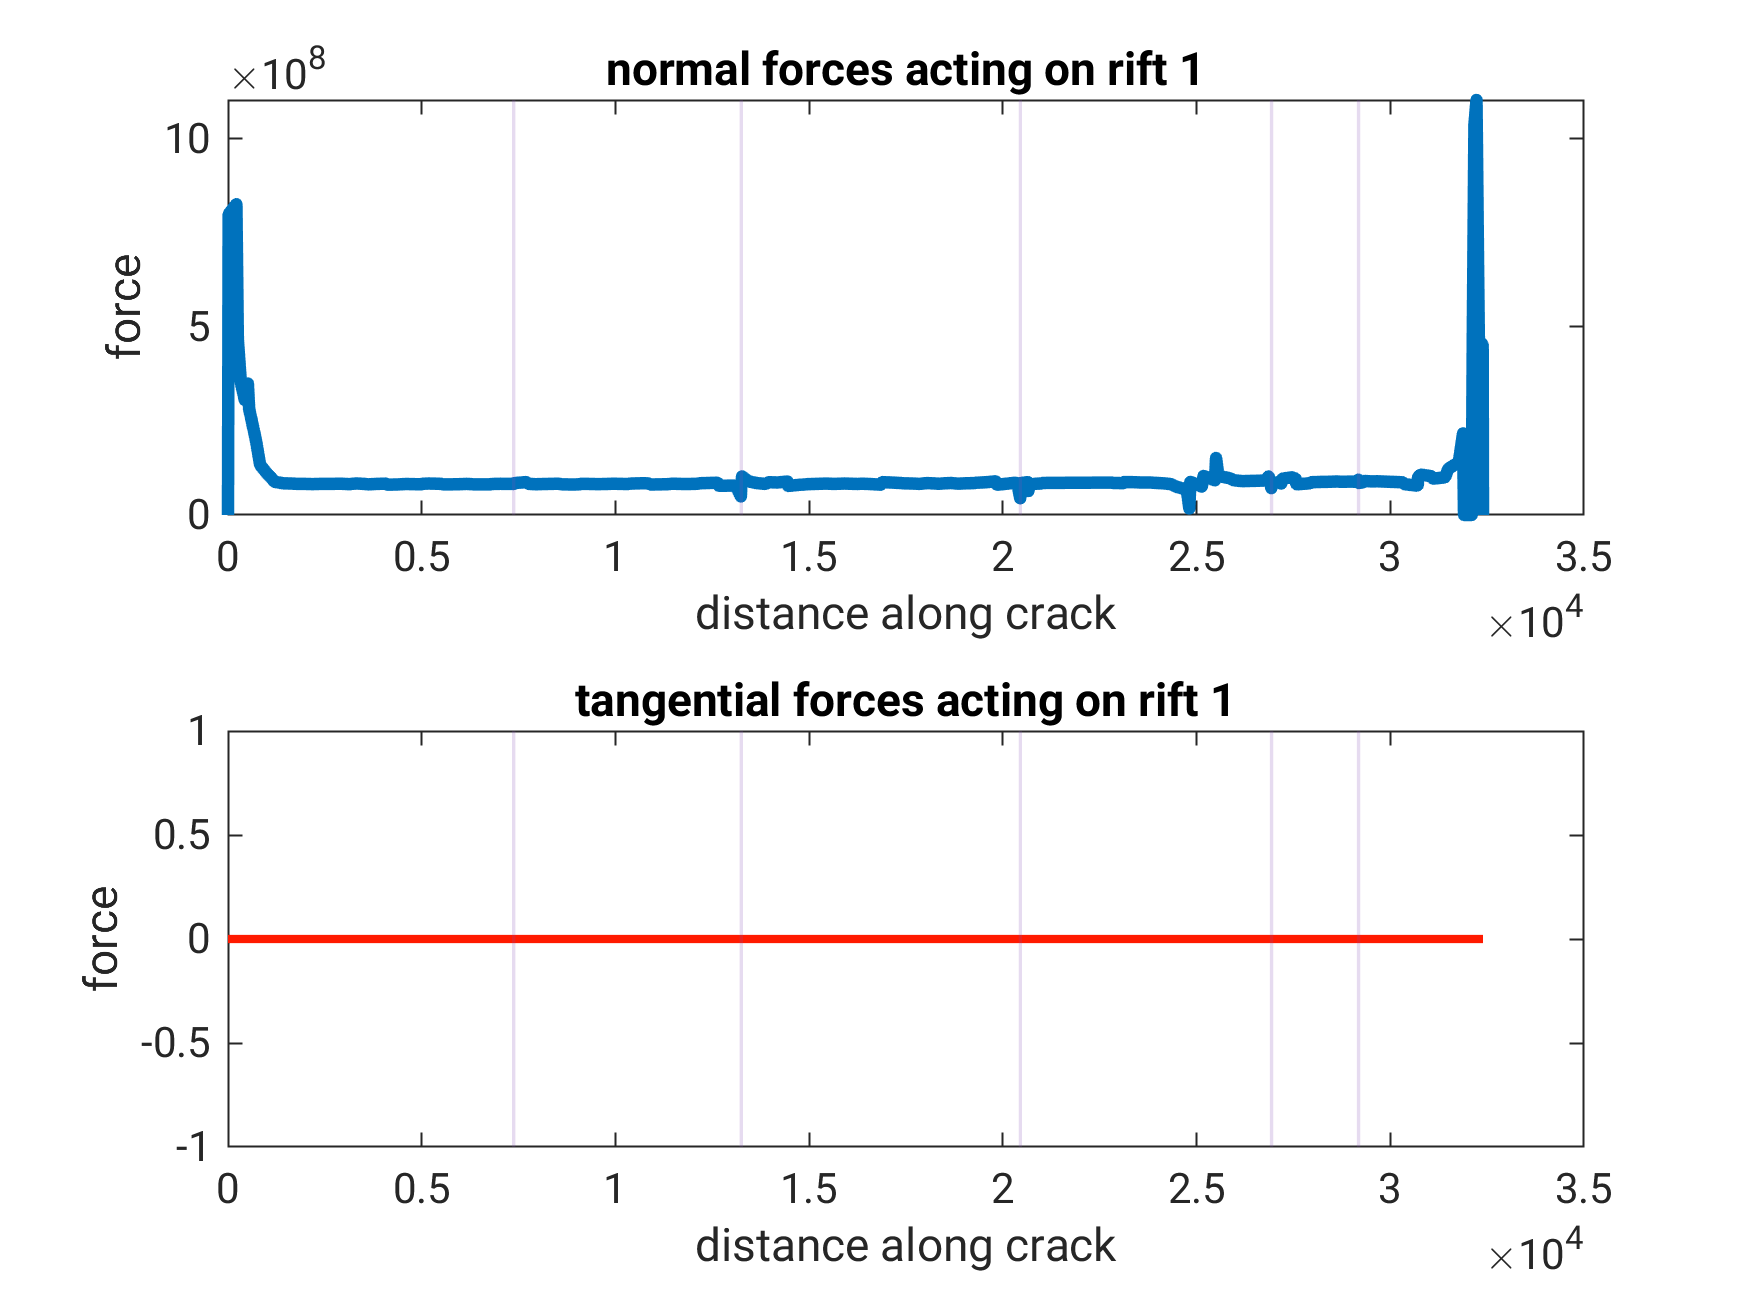 ×10^8
normal forces acting on rift 1
10
5
0
force
0 0.5 1 1.5 2 2.5 3 3.5
distance along crack
×10^4
tangential forces acting on rift 1
1
0.5
0
-0.5
-1
force
0 0.5 1 1.5 2 2.5 3 3.5
distance along crack
×10^4